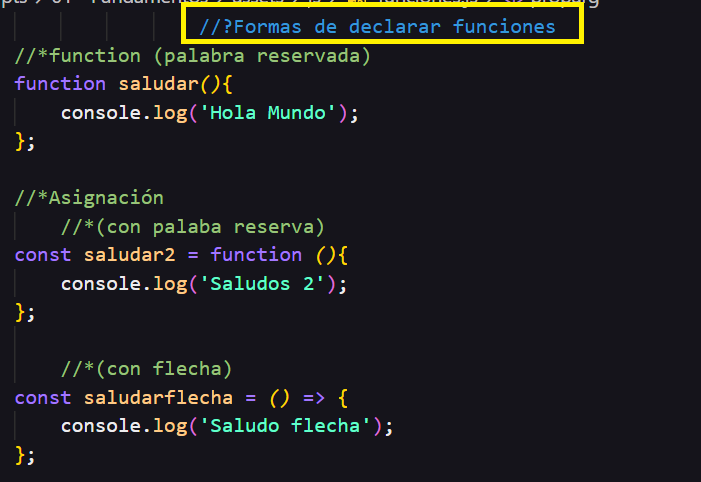 //?Formas de declarar funciones
//*function (palabra reservada)
function saludar(){
console.log('Hola Mundo');
};
//*Asignación
//*(con palaba reserva)
const saludar2 = function (){
console.log('Saludos 2');
};
//*(con flecha)
const saludarflecha = () => {
console.log('Saludo flecha');
};